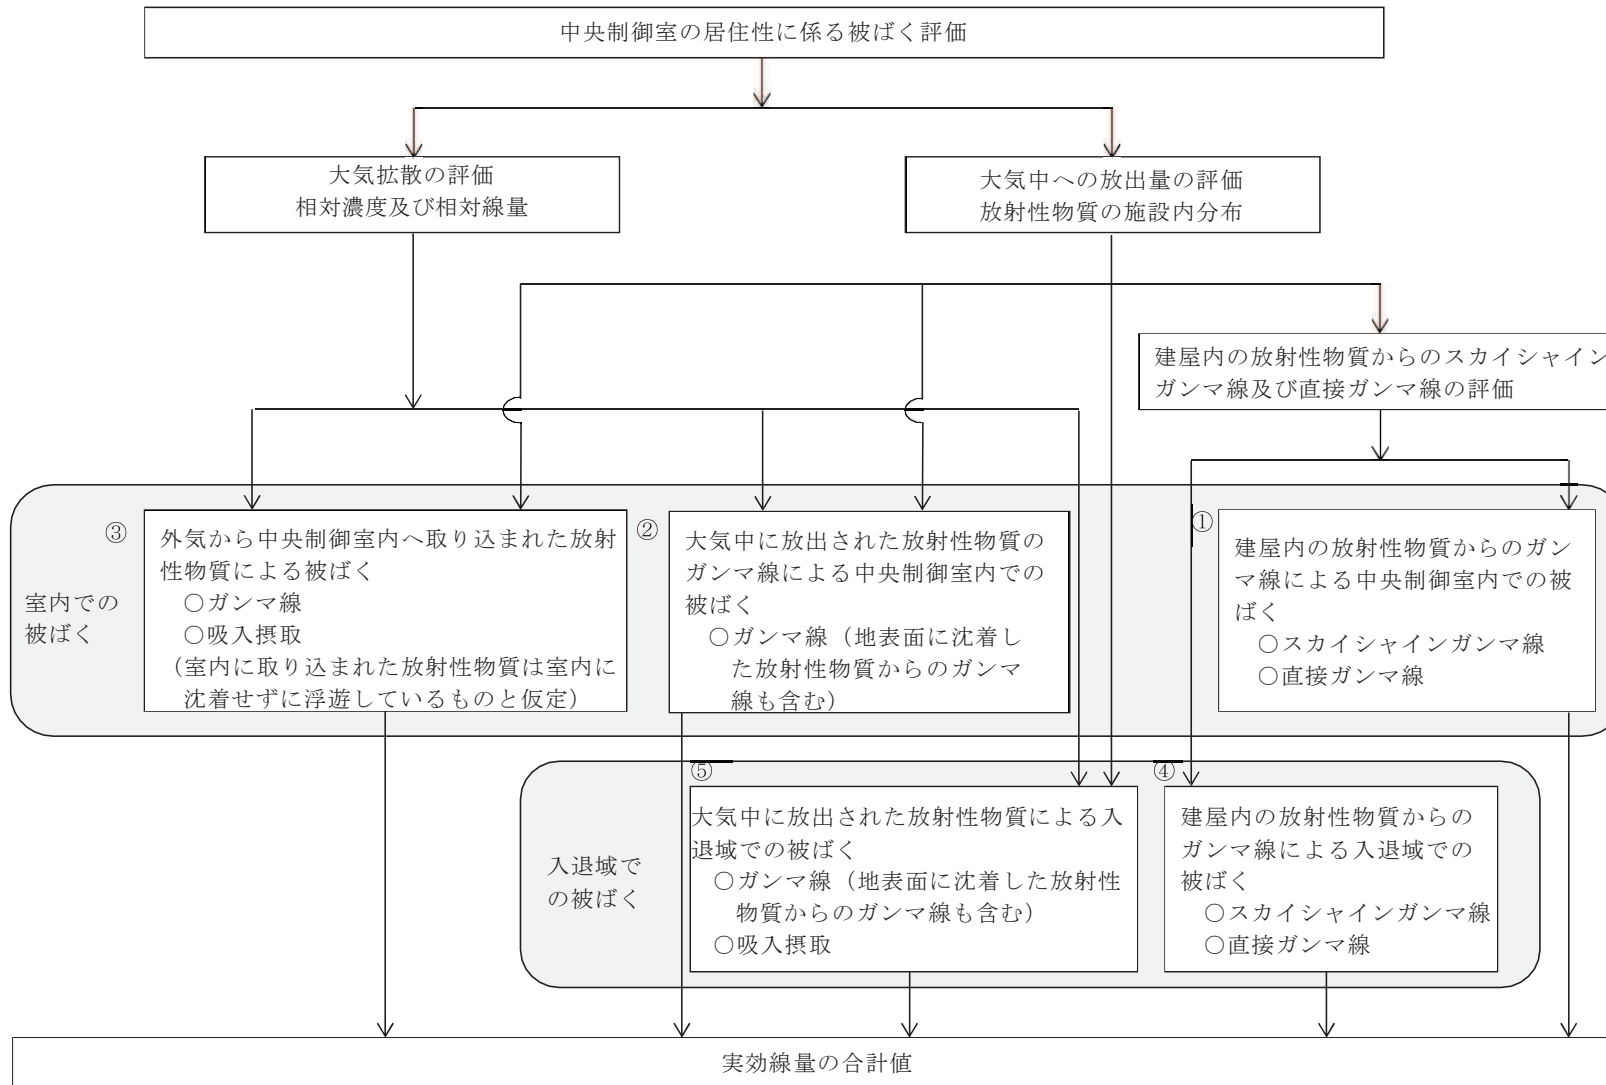 中央制御室の居住性に係る被ばく評価
大気拡散の評価
相対濃度及び相対線量
大気中への放出量の評価
放射性物質の施設内分布
建屋内の放射性物質からのスカイシャイン
ガンマ線及び直接ガンマ線の評価
室内での
被ばく
③
外気から中央制御室内へ取り込まれた放射
性物質による被ばく
○ガンマ線
○吸入摂取
（室内に取り込まれた放射性物質は室内に
沈着せずに浮遊しているものと仮定）
②
大気中に放出された放射性物質の
ガンマ線による中央制御室内での
被ばく
○ガンマ線（地表面に沈着し
た放射性物質からのガンマ
線も含む）
①
建屋内の放射性物質からのガン
マ線による中央制御室内での被
ばく
○スカイシャインガンマ線
○直接ガンマ線
入退域で
の被ばく
⑤
大気中に放出された放射性物質による入
退域での被ばく
○ガンマ線（地表面に沈着した放射性
物質からのガンマ線も含む）
○吸入摂取
④
建屋内の放射性物質からの
ガンマ線による入退域での
被ばく
○スカイシャインガンマ線
○直接ガンマ線
実効線量の合計値